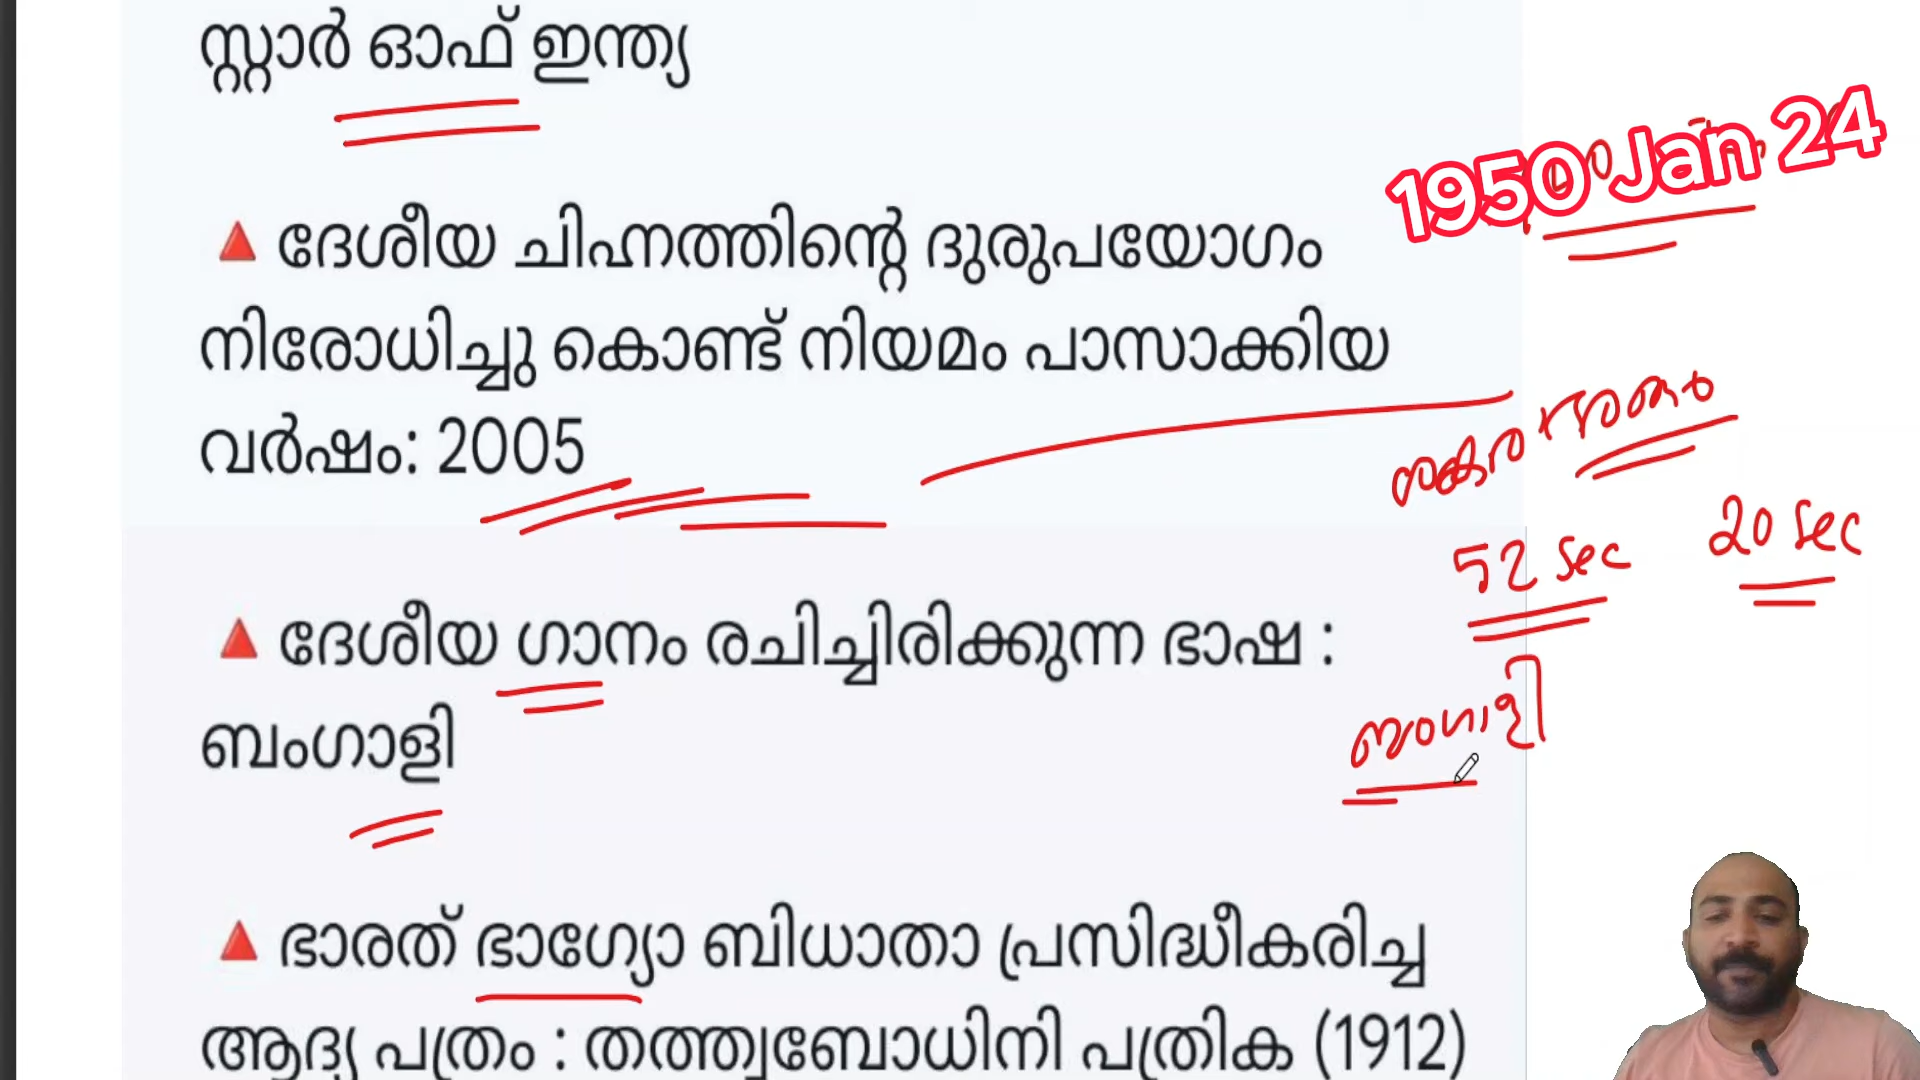 സ്റ്റാർ ഓഫ് ഇന്ത്യ
1950 Jan 24
🔺ദേശീയ ചിഹ്നത്തിന്റെ ദുരുപയോഗം
നിരോധിച്ചു കൊണ്ട് നിയമം പാസാക്കിയ
വർഷം: 2005
52 sec
20 sec
🔺ദേശീയ ഗാനം രചിച്ചിരിക്കുന്ന ഭാഷ :
ബംഗാളി
ബംഗാളി
🔺ഭാരത് ഭാഗ്യോ ബിധാതാ പ്രസിദ്ധീകരിച്ച
ആദ്യ പത്രം : തത്ത്വബോധിനി പത്രിക (1912)